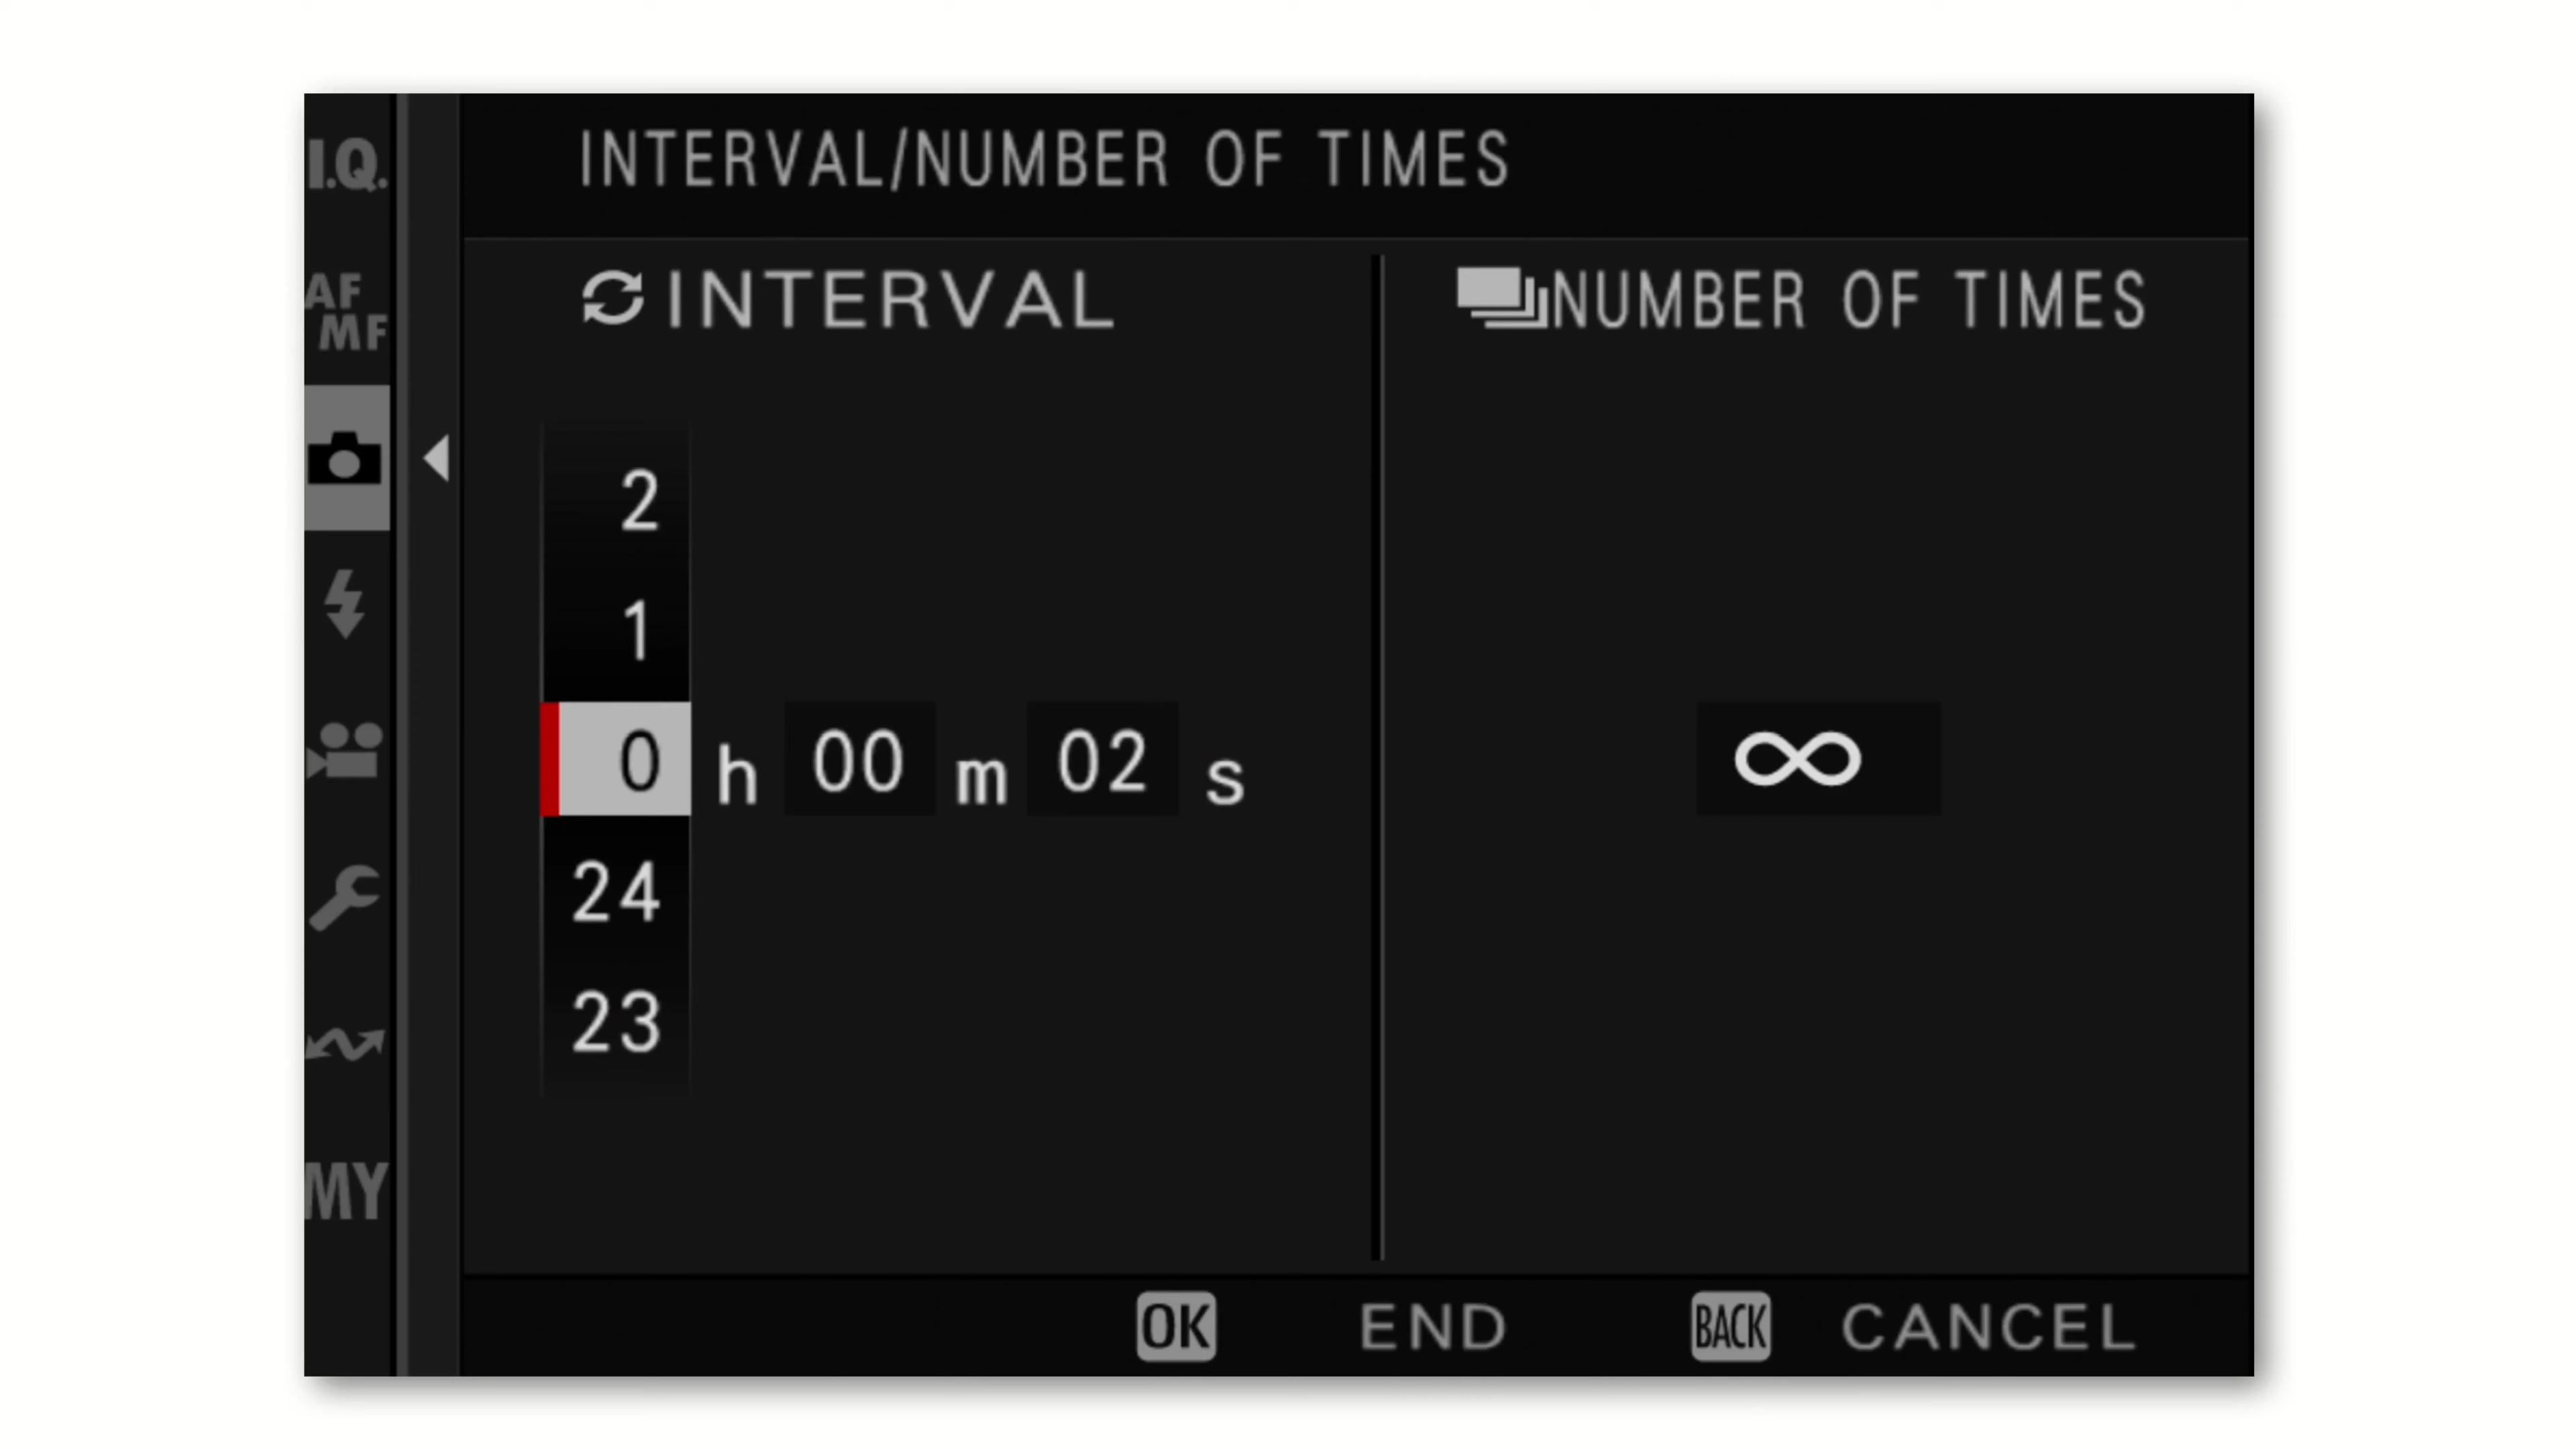 I.Q.
AF
MF
MY
INTERVAL/NUMBER OF TIMES
INTERVAL
2
1
0 h 00 m 02 s
24
23
NUMBER OF TIMES
∞
OK END BACK CANCEL